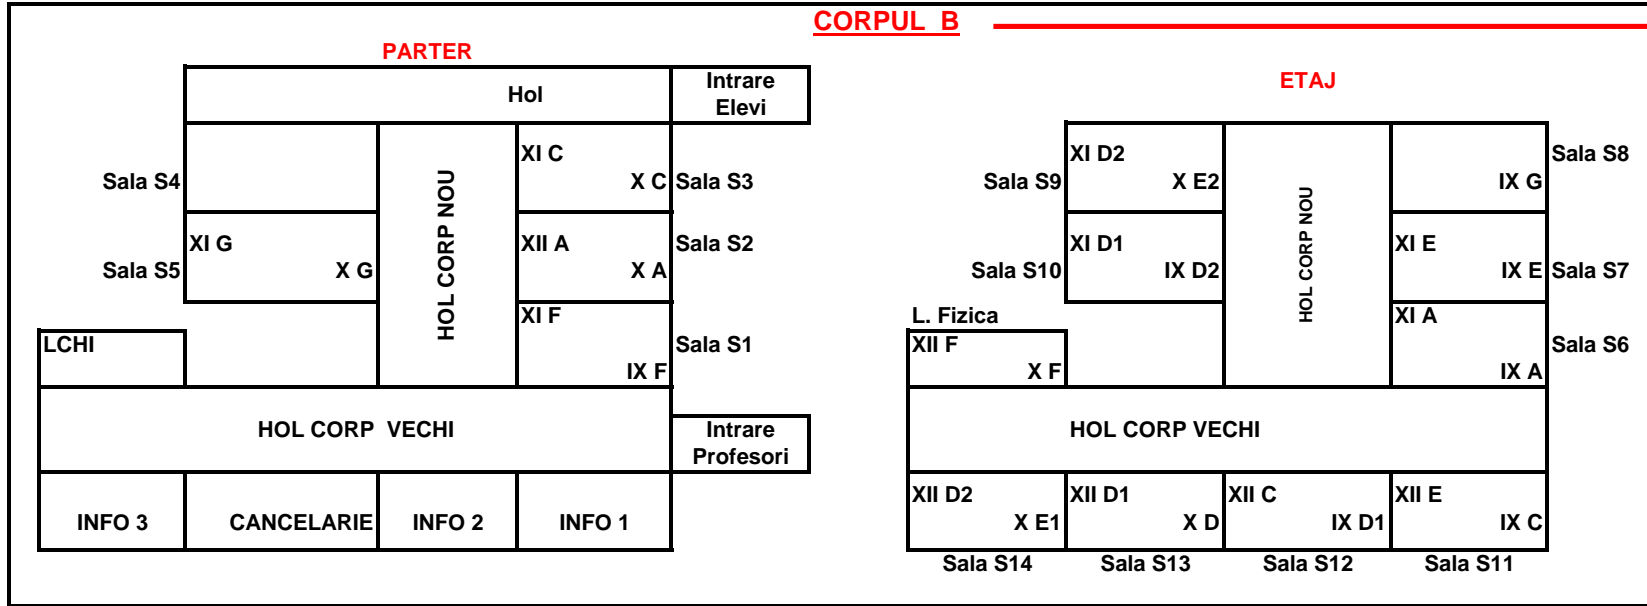 CORPUL B
PARTER
Hol
Intrare
Elevi
Sala S4
HOL CORP NOU
XI C
X C
Sala S3
Sala S5
XI G
X G
XII A
X A
Sala S2
XI F
IX F
Sala S1
LCHI
HOL CORP VECHI
Intrare
Profesori
INFO 3
CANCELARIE
INFO 2
INFO 1
ETAJ
Sala S9
XI D2
X E2
HOL CORP NOU
IX G
Sala S8
Sala S10
XI D1
IX D2
XI E
IX E
Sala S7
L. Fizica
XII F
X F
XI A
IX A
Sala S6
HOL CORP VECHI
XII D2
X E1
XII D1
X D
XII C
IX D1
XII E
IX C
Sala S14
Sala S13
Sala S12
Sala S11